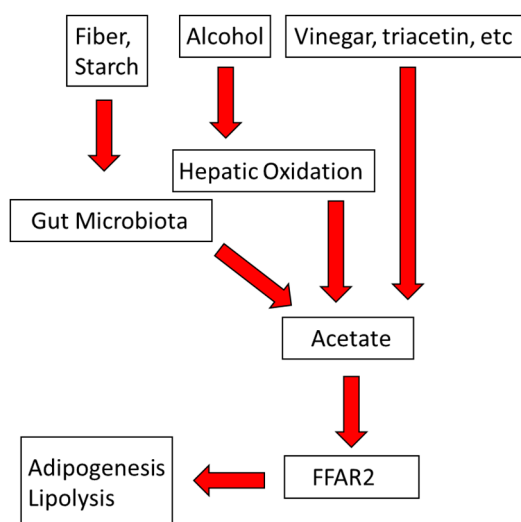 Fiber,
Starch
Alcohol
Vinegar, triacetin, etc
Hepatic Oxidation
Gut Microbiota
Acetate
FFAR2
Adipogenesis
Lipolysis